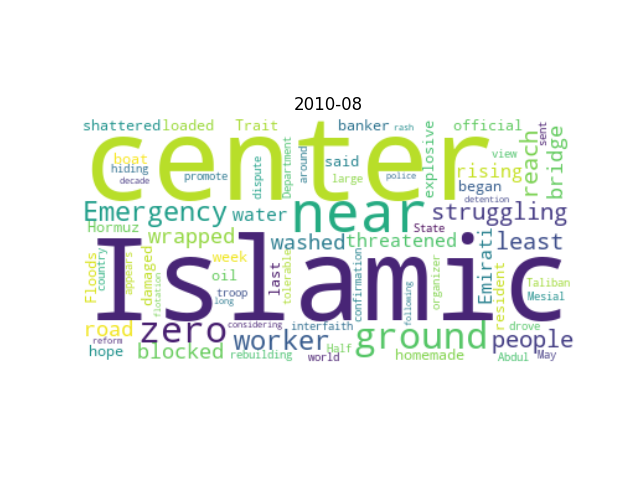 2010-08
shattered loaded Trait banker rash official sent
center
boat hiding decade promote dispute Department around said large police explosive view rising began detention reach bridge
Emergency water near State struggling
Hormuz wrapped washed threatened least
Islamic
Floods country appears damaged flotation week oil troop long last tolerable confirmation following organizer Emirati resident Taliban Mesial
road zero considering interfaith ground drove people
reform hope blocked worker rebuilding world Half homemade Abdul May